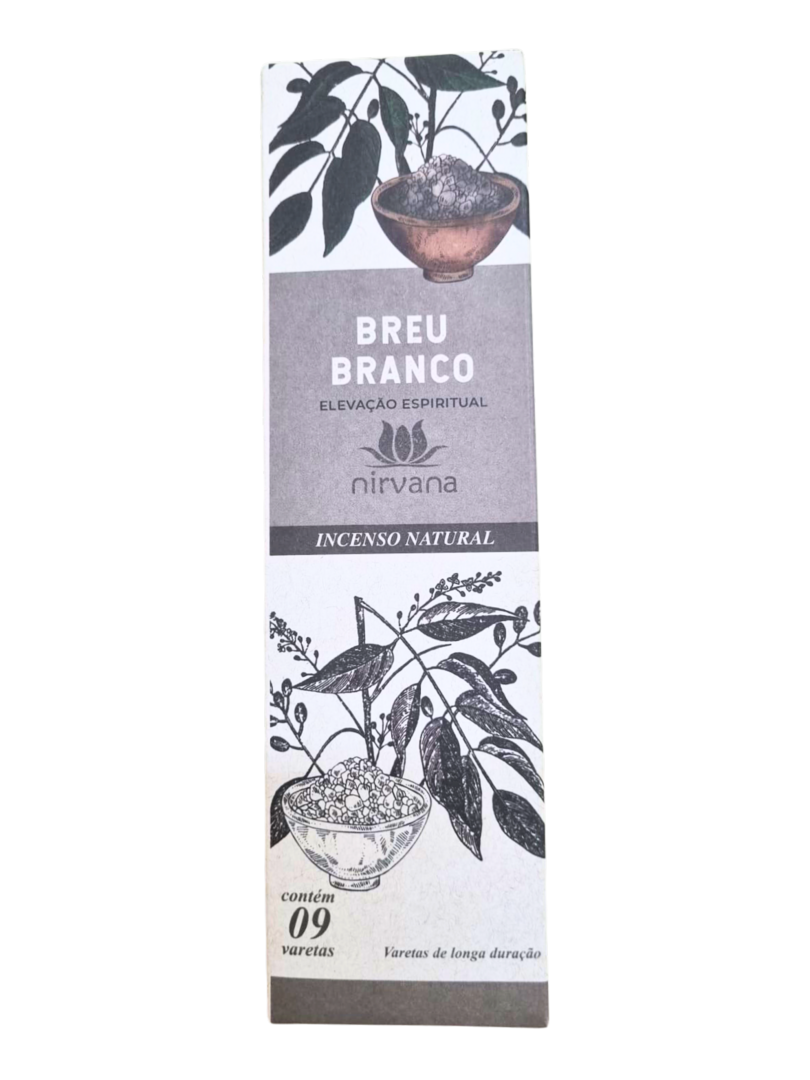 BREU
BRANCO
ELEVAÇÃO ESPIRITUAL
nirvana
INCENSO NATURAL
contém
09
varetas
Varetas de longa duração